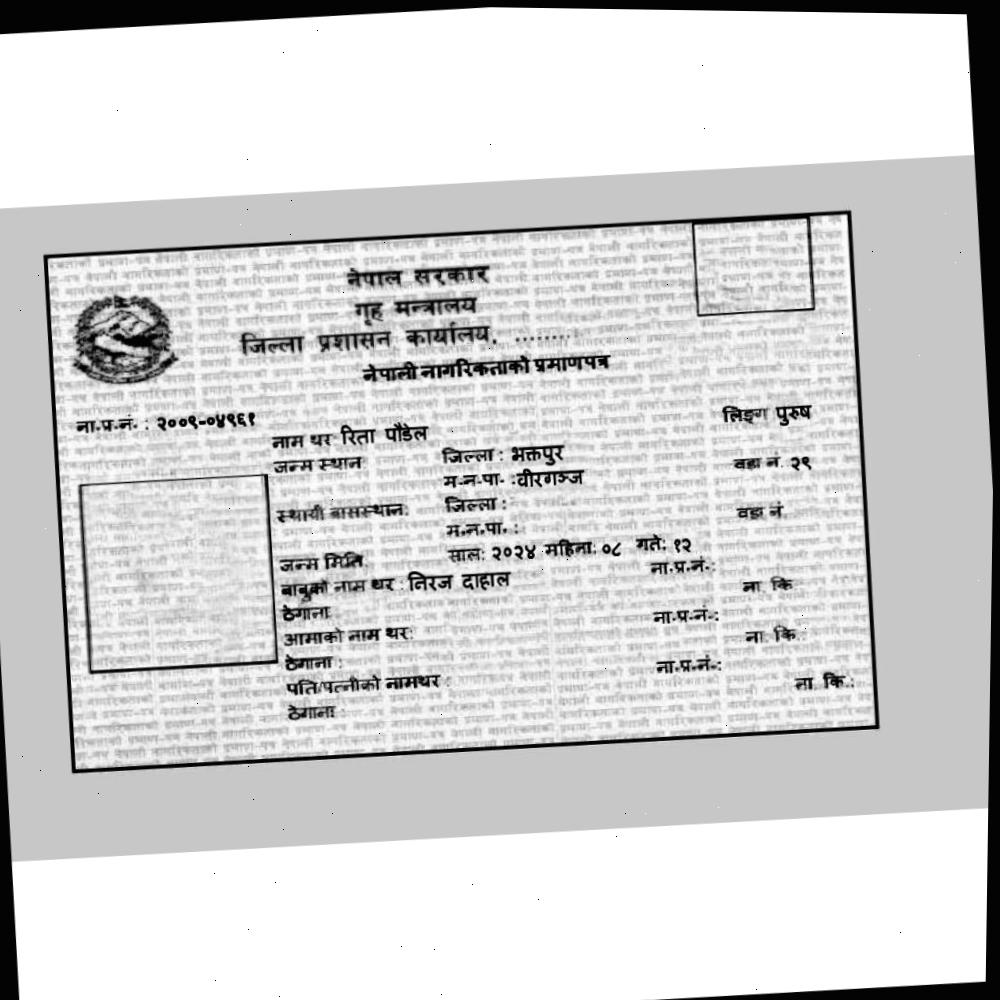 नेपाल सरकार
गृह मन्त्रालय
जिल्ला प्रशासन कार्यालय, ..........
नेपाली नागरिकताको प्रमाणपत्र
ना.प्र.नं. : २००९-०४९६१
लिङ्ग पुरुष
नाम थर रिता पौडेल
जन्म स्थान जिल्ला : भक्तपुर
म.न.पा. :वीरगञ्ज वडा नं. २९
स्थायी बासस्थान: जिल्ला :
म.न.पा. : वडा नं.
जन्म मिति साल: २०२४ महिना: ०८ गते: १२
बाबुको नाम थर : निरज दाहाल ना.प्र.नं.:
ठेगाना ना. कि.
आमाको नाम थर: ना.प्र.नं.:
ठेगाना : ना. कि.:
पति/पत्नीको नामथर : ना.प्र.नं.:
ठेगाना : ना. कि.: